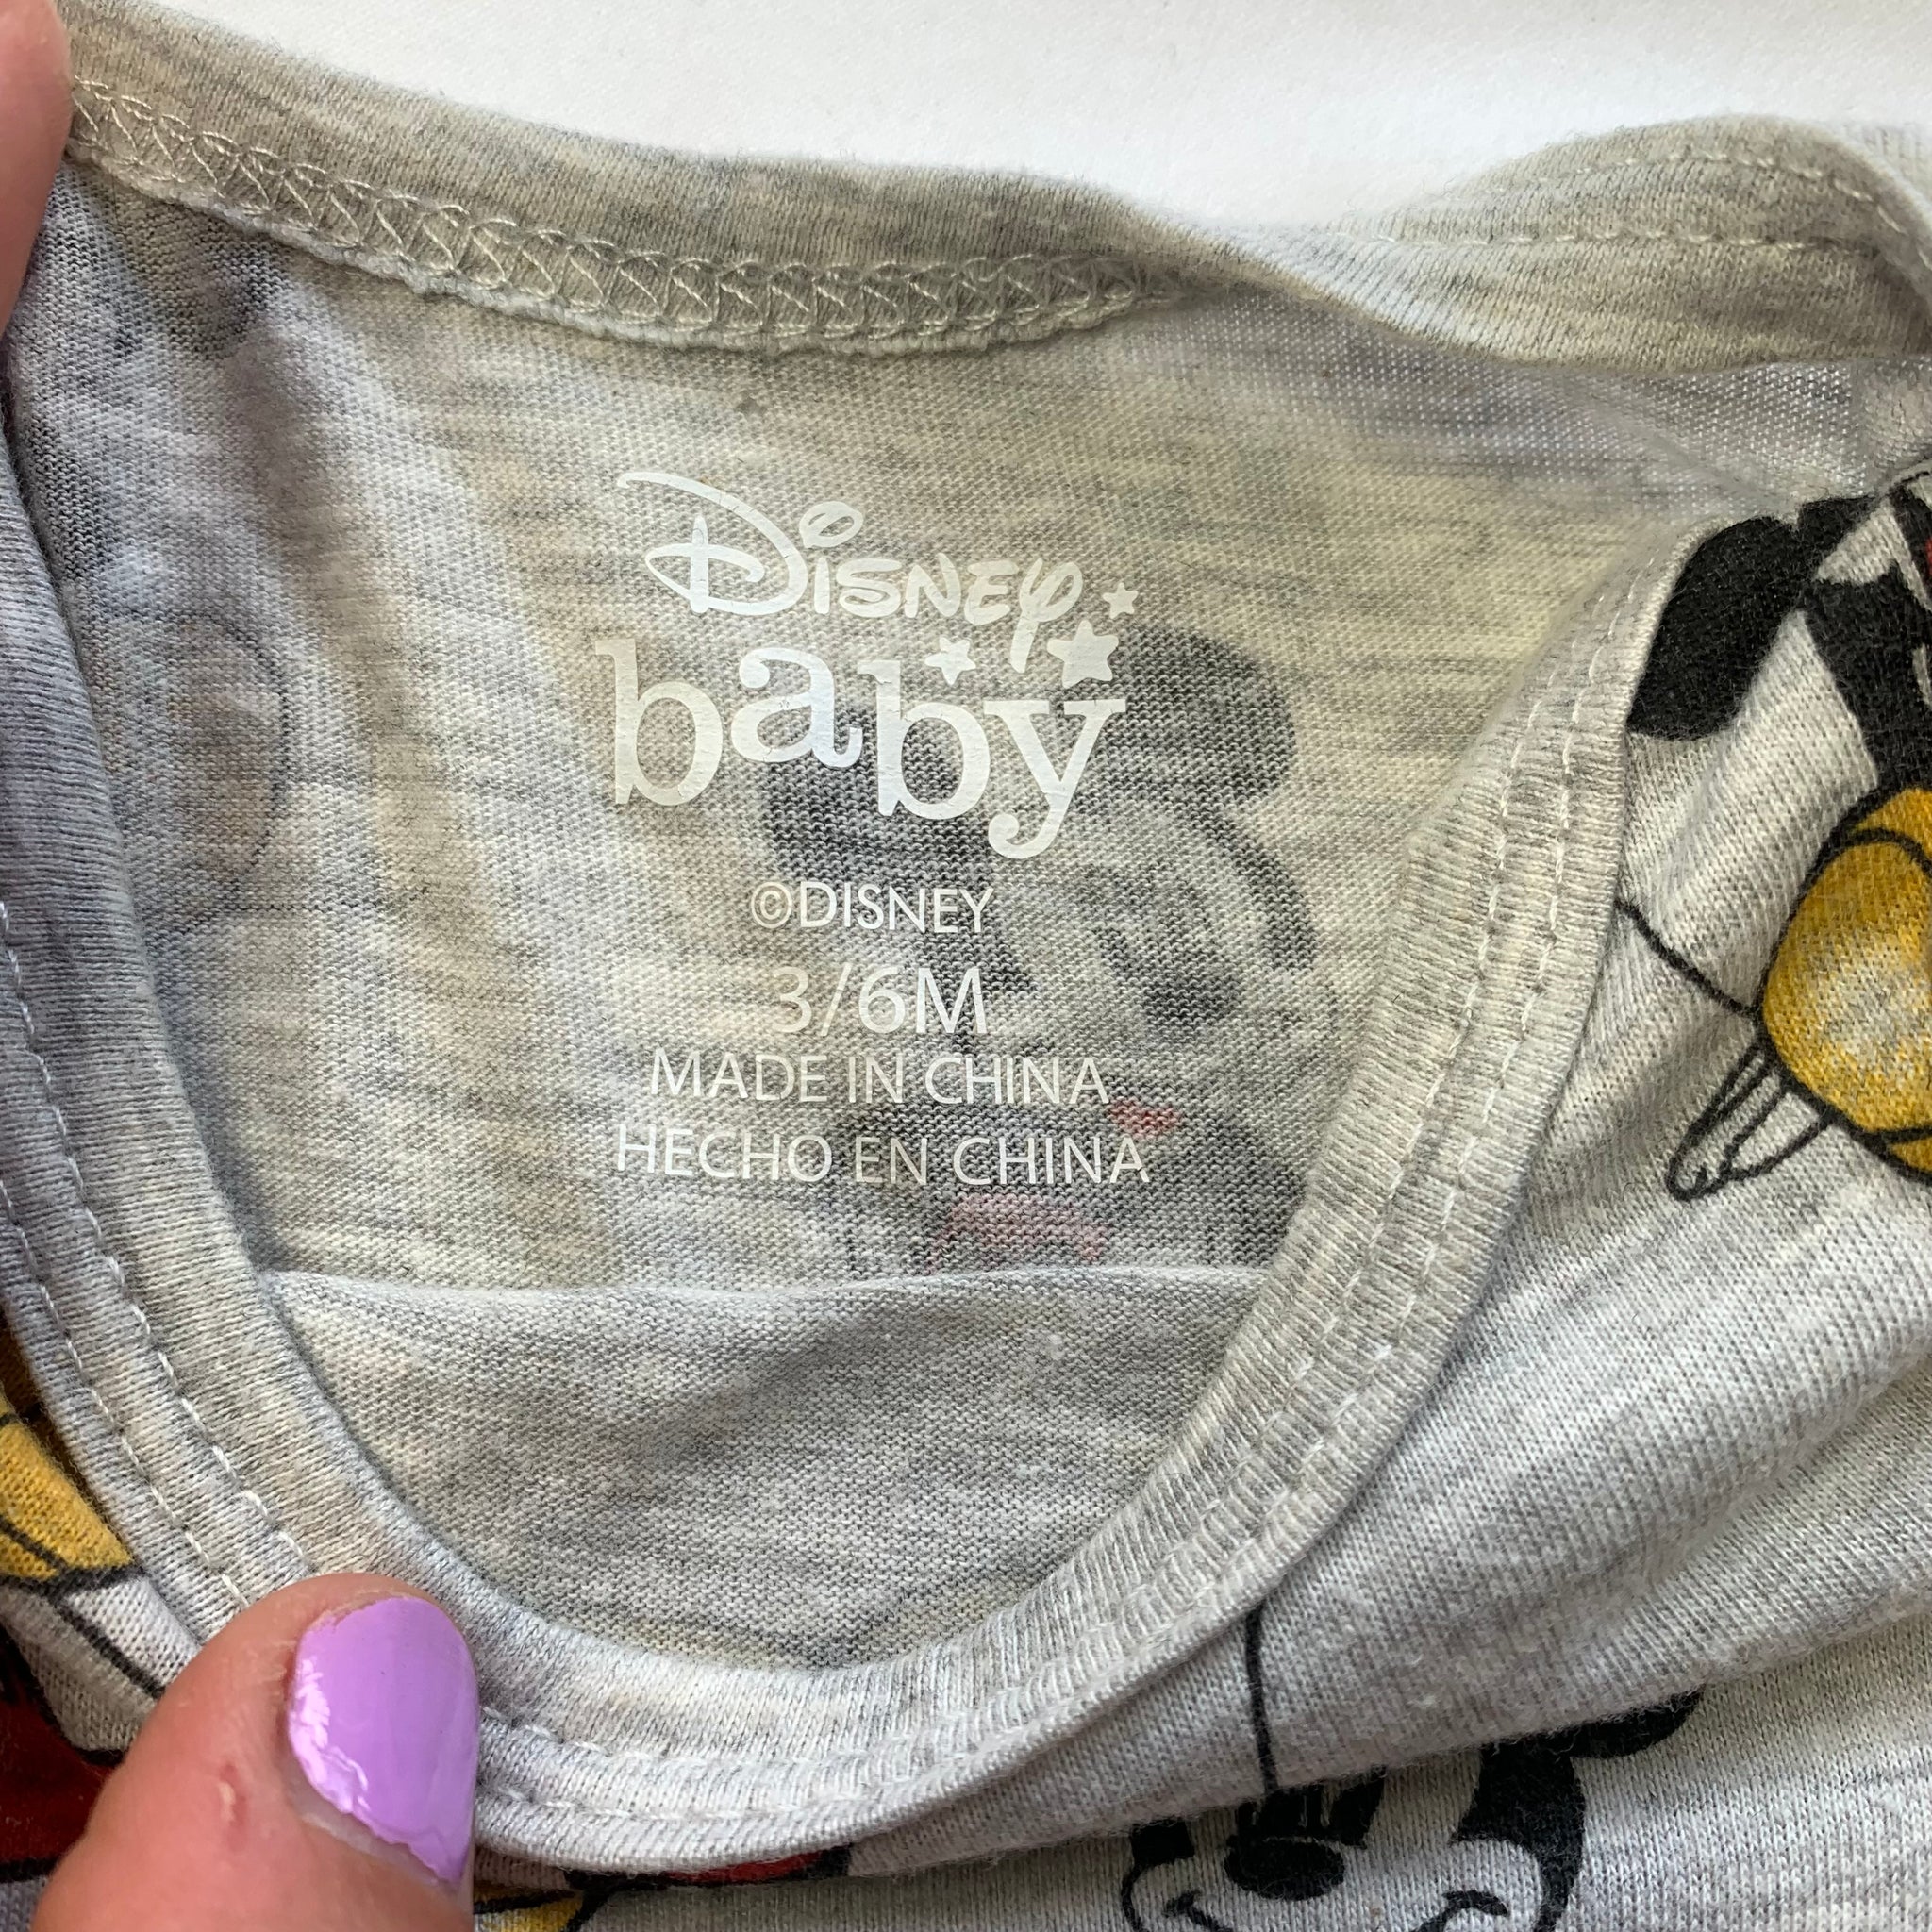 Disney
baby
©DISNEY
3/6M
MADE IN CHINA
HECHO EN CHINA